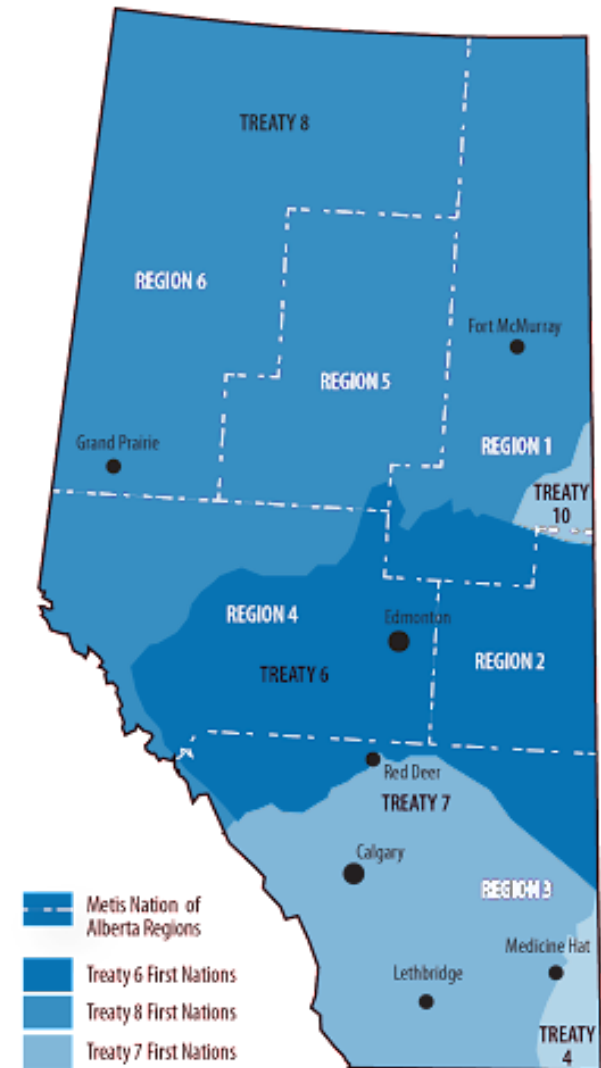 TREATY 8
REGION 6
Fort McMurray
REGION 5
Grand Prairie
REGION 1
TREATY
10
REGION 4
Edmonton
REGION 2
TREATY 6
Red Deer
TREATY 7
Calgary
REGION 3
Metis Nation of
Alberta Regions
Medicine Hat
Treaty 6 First Nations
Lethbridge
Treaty 8 First Nations
TREATY
4
Treaty 7 First Nations